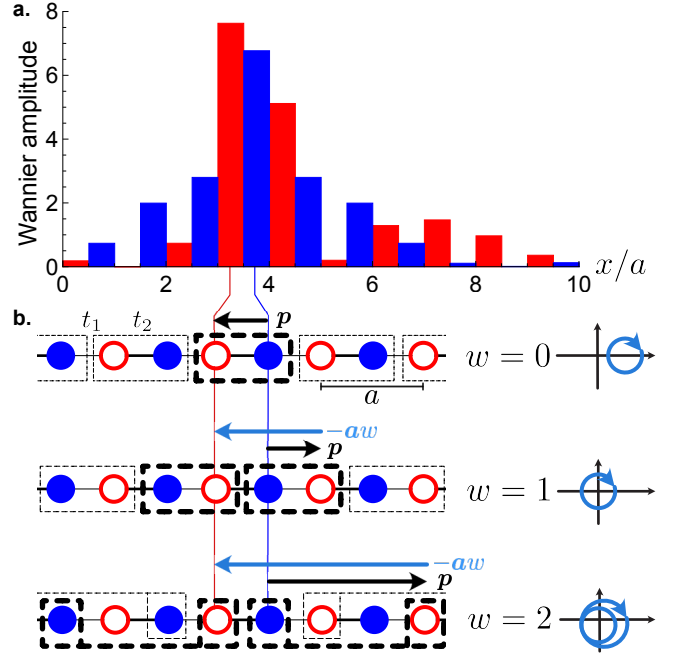 a.
Wannier amplitude
8
6
4
2
0
0 2 4 6 8 10
x/a
b.
t₁ t₂
p
w = 0
a
−aw
p
w = 1
−aw
p
w = 2